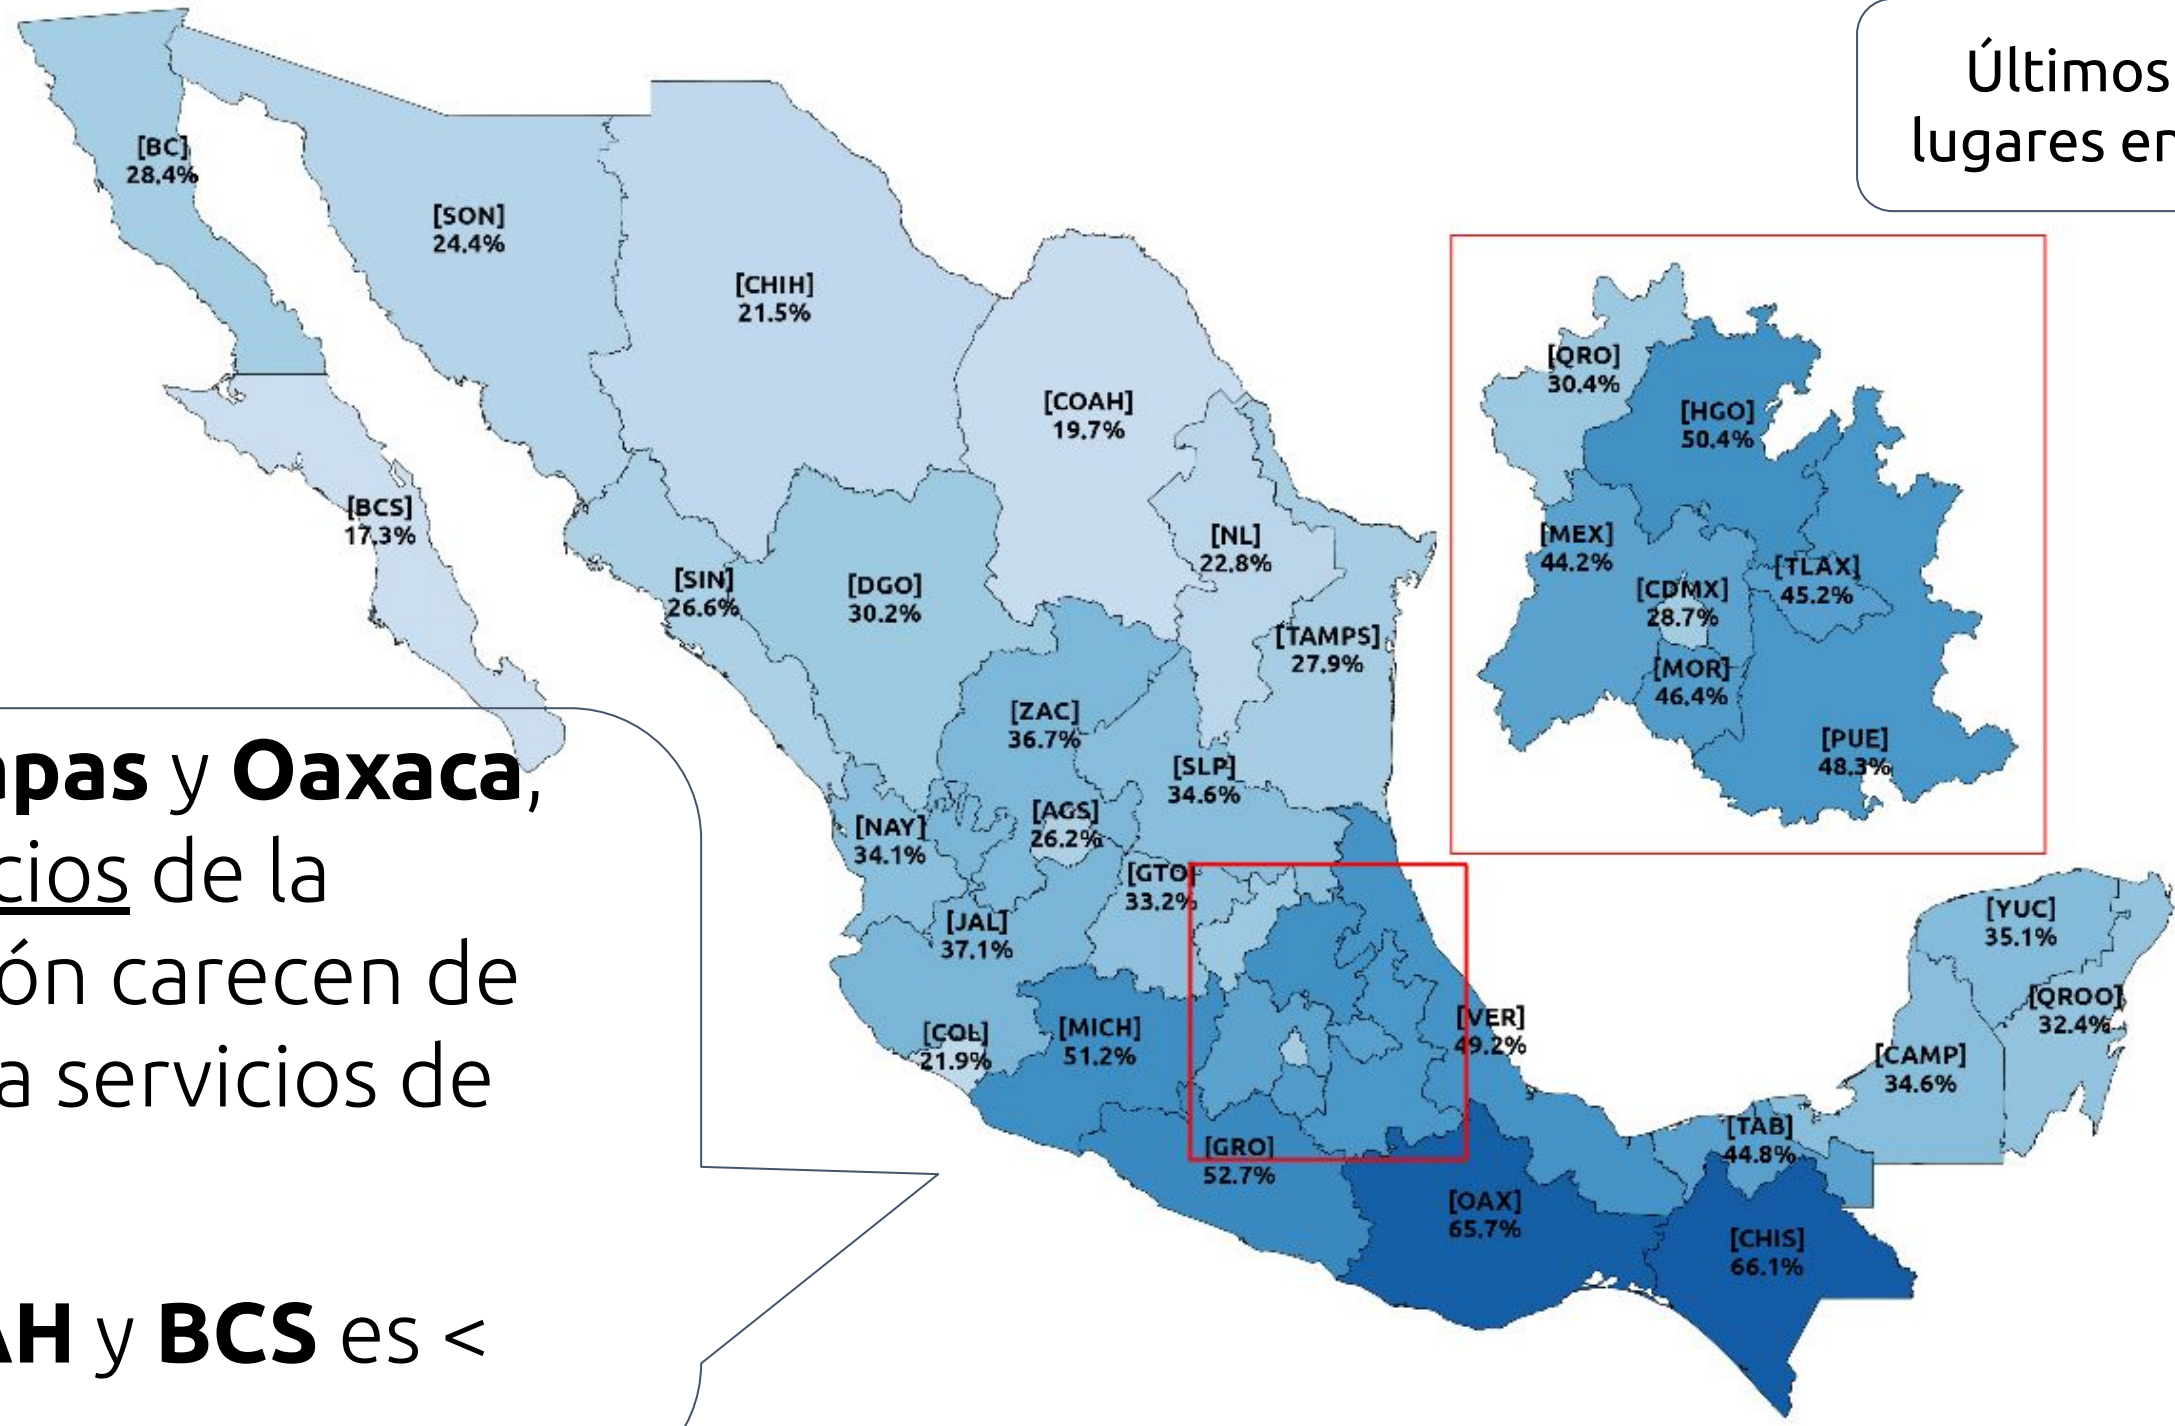 Últimos
lugares en
[BC]
28.4%
[SON]
24.4%
[CHIH]
21.5%
[COAH]
19.7%
[BCS]
17.3%
[NL]
22.8%
[SIN]
26.6%
[DGO]
30.2%
[TAMPS]
27.9%
[ZAC]
36.7%
[SLP]
34.6%
[NAY]
34.1%
[AGS]
26.2%
[GTO]
33.2%
[JAL]
37.1%
[COL]
21.9%
[MICH]
51.2%
[VER]
49.2%
[GRO]
52.7%
[OAX]
65.7%
[CHIS]
66.1%
[TAB]
44.8%
[CAMP]
34.6%
[YUC]
35.1%
[QROO]
32.4%
[QRO]
30.4%
[HGO]
50.4%
[MEX]
44.2%
[CDMX]
28.7%
[TLAX]
45.2%
[MOR]
46.4%
[PUE]
48.3%
apas y Oaxaca,
cios de la
ón carecen de
a servicios de
AH y BCS es <